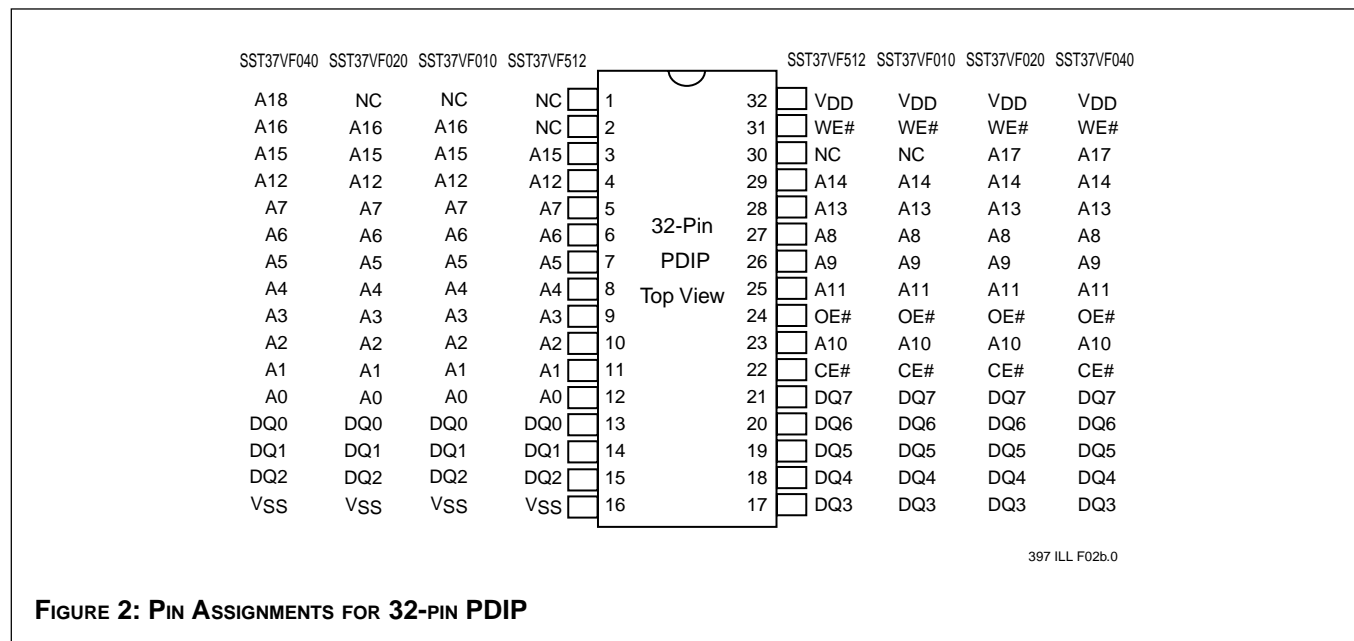 SST37VF040 SST37VF020 SST37VF010 SST37VF512 SST37VF512 SST37VF010 SST37VF020 SST37VF040
A18 NC NC NC 1 32 VDD VDD VDD VDD
A16 A16 A16 NC 2 31 WE# WE# WE# WE#
A15 A15 A15 A15 3 30 NC NC A17 A17
A12 A12 A12 A12 4 29 A14 A14 A14 A14
A7 A7 A7 A7 5 28 A13 A13 A13 A13
A6 A6 A6 A6 6 32-Pin 27 A8 A8 A8 A8
A5 A5 A5 A5 7 PDIP 26 A9 A9 A9 A9
A4 A4 A4 A4 8 Top View 25 A11 A11 A11 A11
A3 A3 A3 A3 9 24 OE# OE# OE# OE#
A2 A2 A2 A2 10 23 A10 A10 A10 A10
A1 A1 A1 A1 11 22 CE# CE# CE# CE#
A0 A0 A0 A0 12 21 DQ7 DQ7 DQ7 DQ7
DQ0 DQ0 DQ0 DQ0 13 20 DQ6 DQ6 DQ6 DQ6
DQ1 DQ1 DQ1 DQ1 14 19 DQ5 DQ5 DQ5 DQ5
DQ2 DQ2 DQ2 DQ2 15 18 DQ4 DQ4 DQ4 DQ4
VSS VSS VSS VSS 16 17 DQ3 DQ3 DQ3 DQ3
397 ILL F02b.0
FIGURE 2: PIN ASSIGNMENTS FOR 32-PIN PDIP